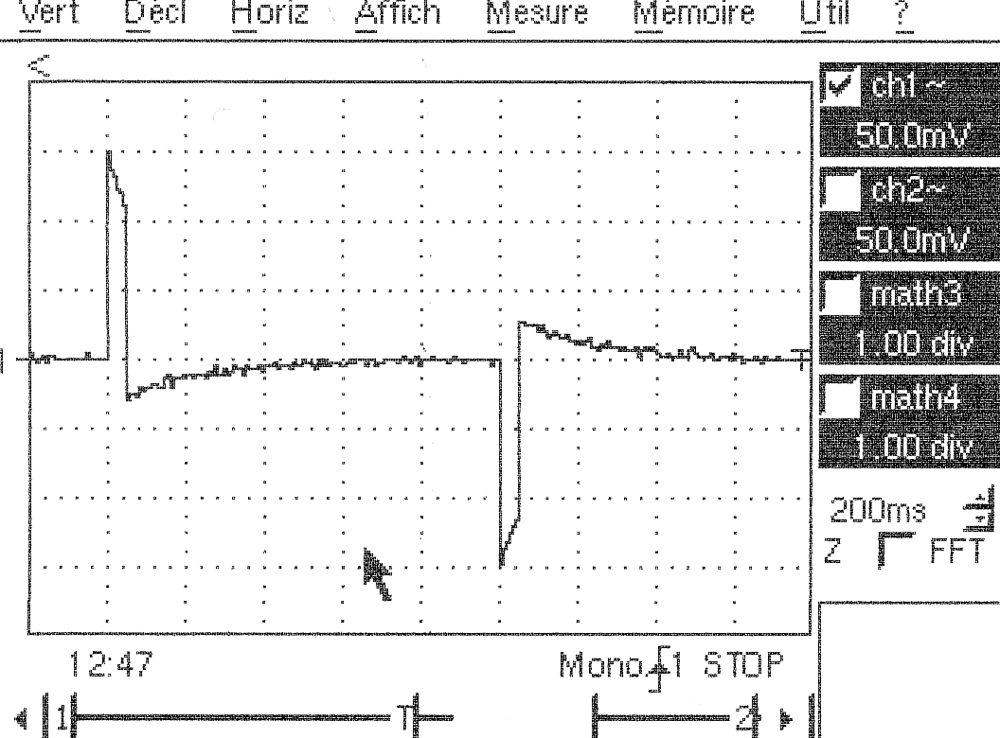 Vert Décl Horiz Affich Mesure Mémoire Util ?
<
ch1 ~
50.0mV
ch2~
50.0mV
math3
1.00 div
math4
1.00 div
200ms
Z FFT
T
12:47 Mono 1 STOP
1 T 2